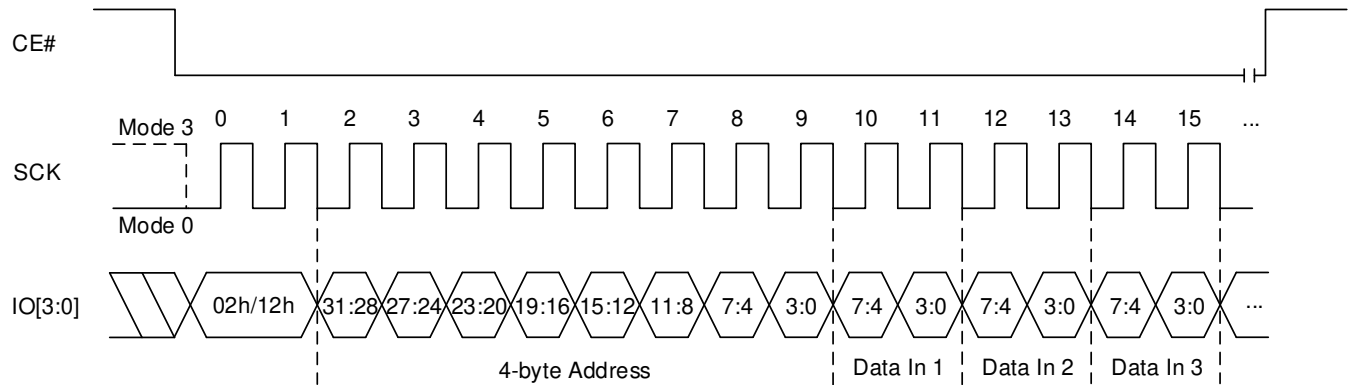 CE#
Mode 3 0 1 2 3 4 5 6 7 8 9 10 11 12 13 14 15 ...
SCK
Mode 0
IO[3:0] 02h/12h 31:28 27:24 23:20 19:16 15:12 11:8 7:4 3:0 7:4 3:0 7:4 3:0 7:4 3:0 ...
4-byte Address Data In 1 Data In 2 Data In 3